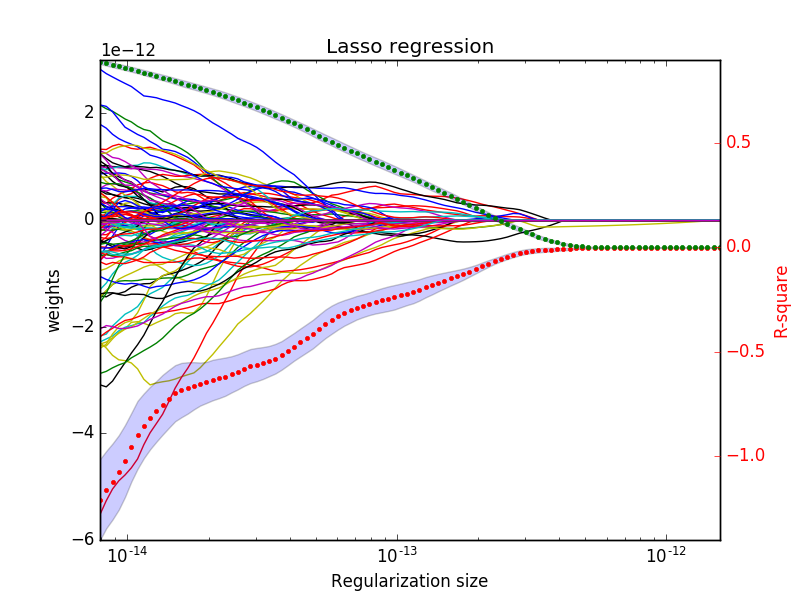 Lasso regression
1e−12
2
0
−2
−4
−6
weights
0.5
0.0
−0.5
−1.0
R-square
10^-14
10^-13
10^-12
Regularization size